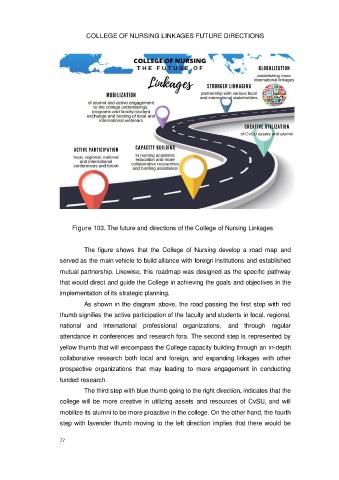 COLLEGE OF NURSING LINKAGES FUTURE DIRECTIONS
COLLEGE OF NURSING
THE FUTURE OF
Linkages
GLOBALIZATION
establishing more
international linkages
STRONGER LINKAGING
partnership with various local
and international stakeholders
MOBILIZATION
of alumni and active engagement
to the college undertakings,
programs and faculty-student
exchange and hosting of local and
international webinars
CREATIVE UTILIZATION
of CvSU assets and alumni
ACTIVE PARTICIPATION
local, regional, national
and international
conferences and forum
CAPACITY BUILDING
in nursing academic
education and more
collaborative researches
and funding assistance
Figure 103. The future and directions of the College of Nursing Linkages
The figure shows that the College of Nursing develop a road map and
served as the main vehicle to build alliance with foreign institutions and established
mutual partnership. Likewise, this roadmap was designed as the specific pathway
that would direct and guide the College in achieving the goals and objectives in the
implementation of its strategic planning.
As shown in the diagram above, the road passing the first step with red
thumb signifies the active participation of the faculty and students in local, regional,
national and international professional organizations, and through regular
attendance in conferences and research fora. The second step is represented by
yellow thumb that will encompass the College capacity building through an in-depth
collaborative research both local and foreign, and expanding linkages with other
prospective organizations that may leading to more engagement in conducting
funded research.
The third step with blue thumb going to the right direction, indicates that the
college will be more creative in utilizing assets and resources of CvSU, and will
mobilize its alumni to be more proactive in the college. On the other hand, the fourth
step with lavender thumb moving to the left direction implies that there would be
77